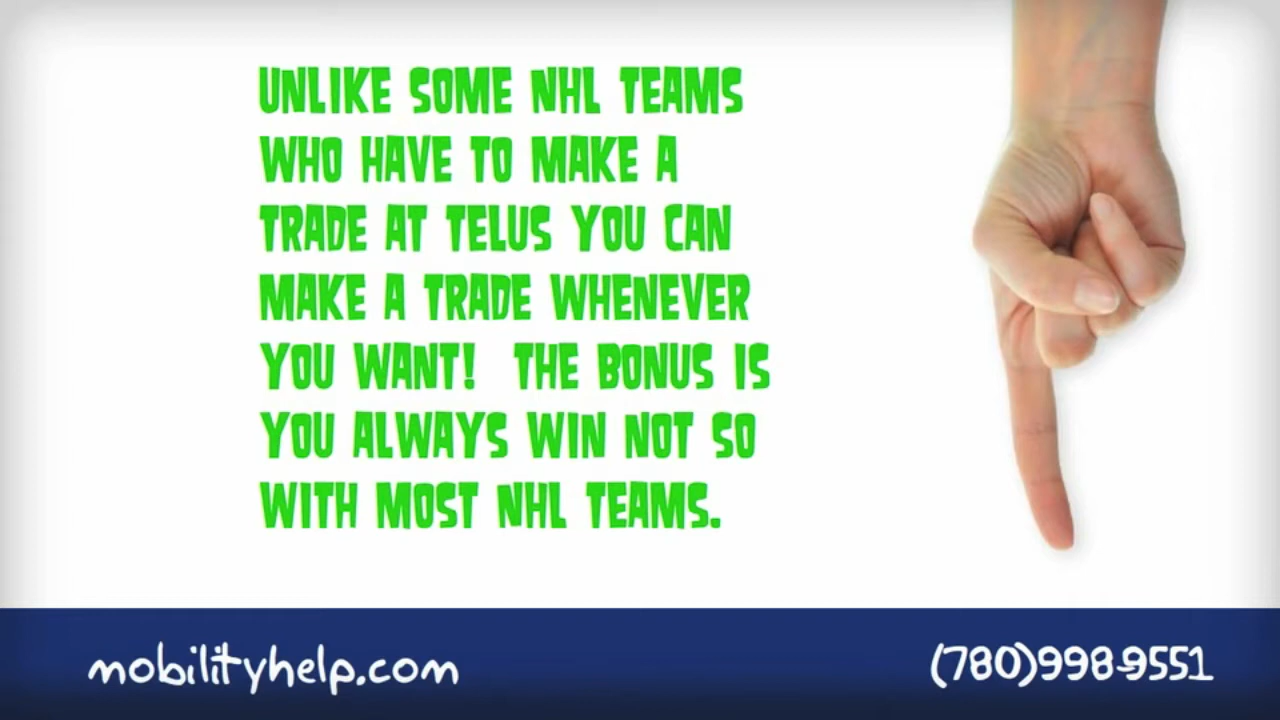 UNLIKE SOME NHL TEAMS
WHO HAVE TO MAKE A
TRADE AT TELUS YOU CAN
MAKE A TRADE WHENEVER
YOU WANT! THE BONUS IS
YOU ALWAYS WIN NOT SO
WITH MOST NHL TEAMS.
mobilityhelp.com
(780)998-9551